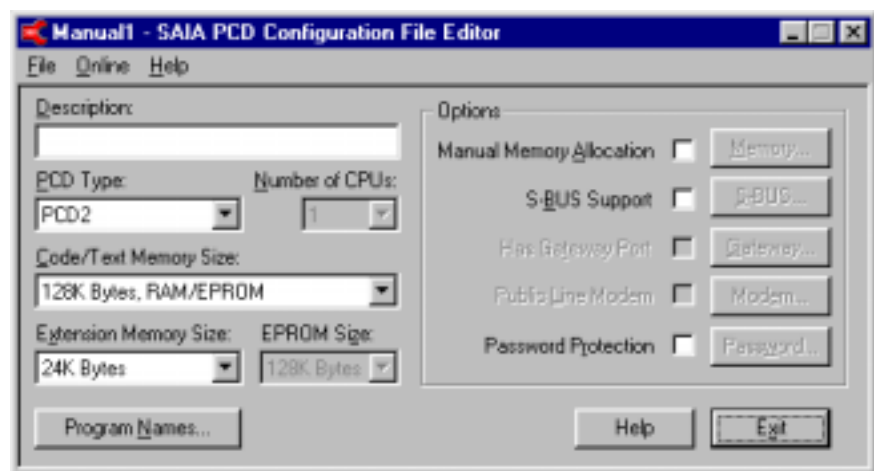 Manual1 - SAIA PCD Configuration File Editor
File Online Help
Description:
PCD Type:
Number of CPUs:
PCD2
1
Code/Text Memory Size:
128K Bytes, RAM/EPROM
Extension Memory Size:
EPROM Size:
24K Bytes
128K Bytes
Program Names...
Options
Manual Memory Allocation
Memory...
S-BUS Support
S-BUS...
Has Gateway Port
Gateway...
Public Line Modem
Modem...
Password Protection
Password...
Help
Exit